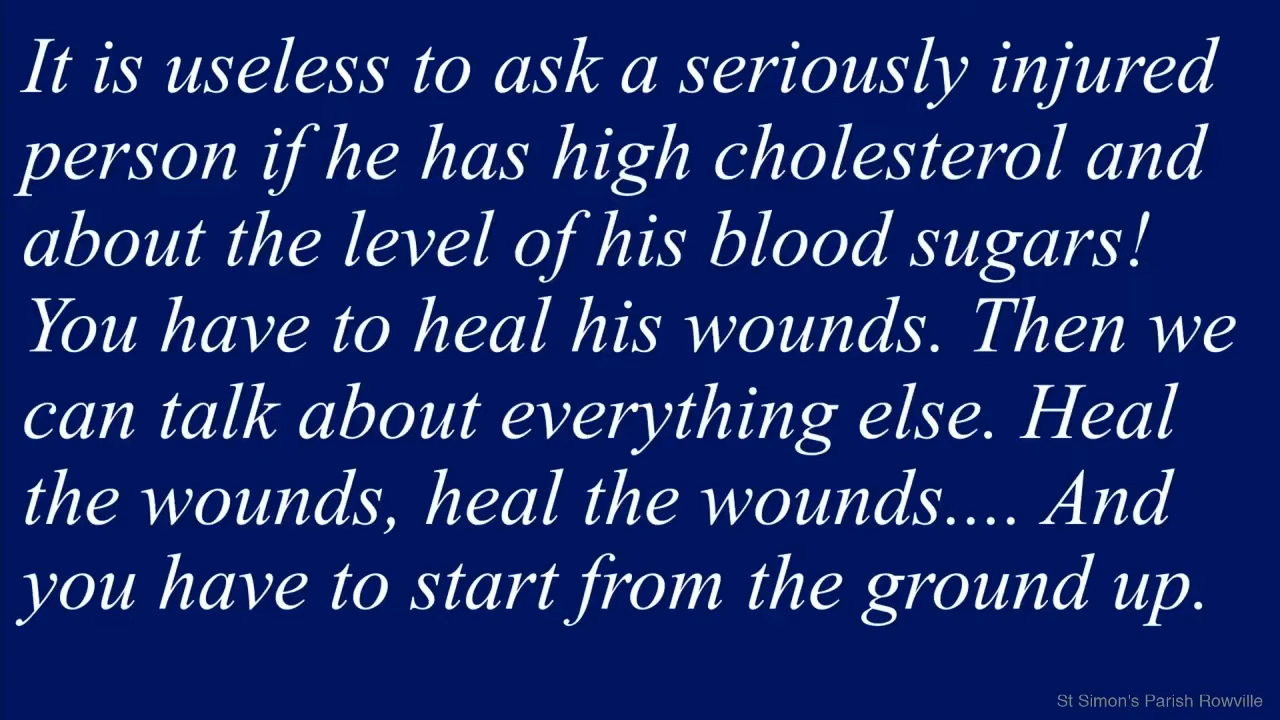 It is useless to ask a seriously injured
person if he has high cholesterol and
about the level of his blood sugars!
You have to heal his wounds. Then we
can talk about everything else. Heal
the wounds, heal the wounds.... And
you have to start from the ground up.
St Simon's Parish Rowville